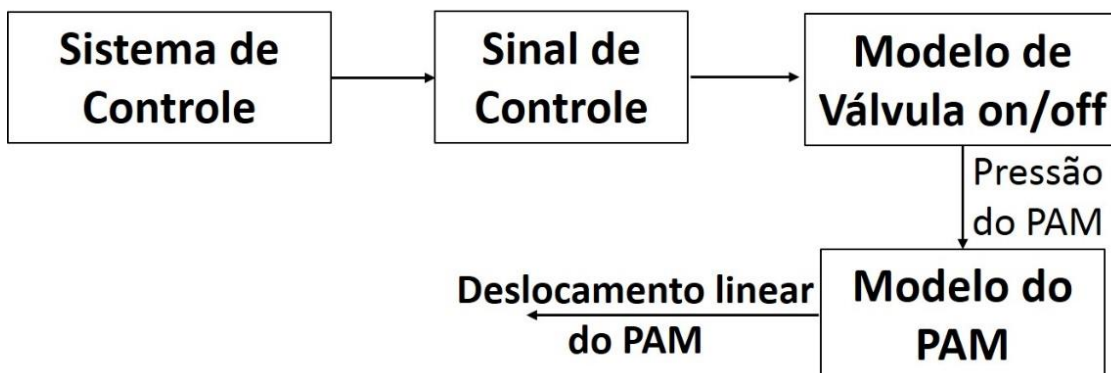 Sistema de
Controle
Sinal de
Controle
Modelo de
Válvula on/off
Pressão
do PAM
Modelo do
PAM
Deslocamento linear
do PAM